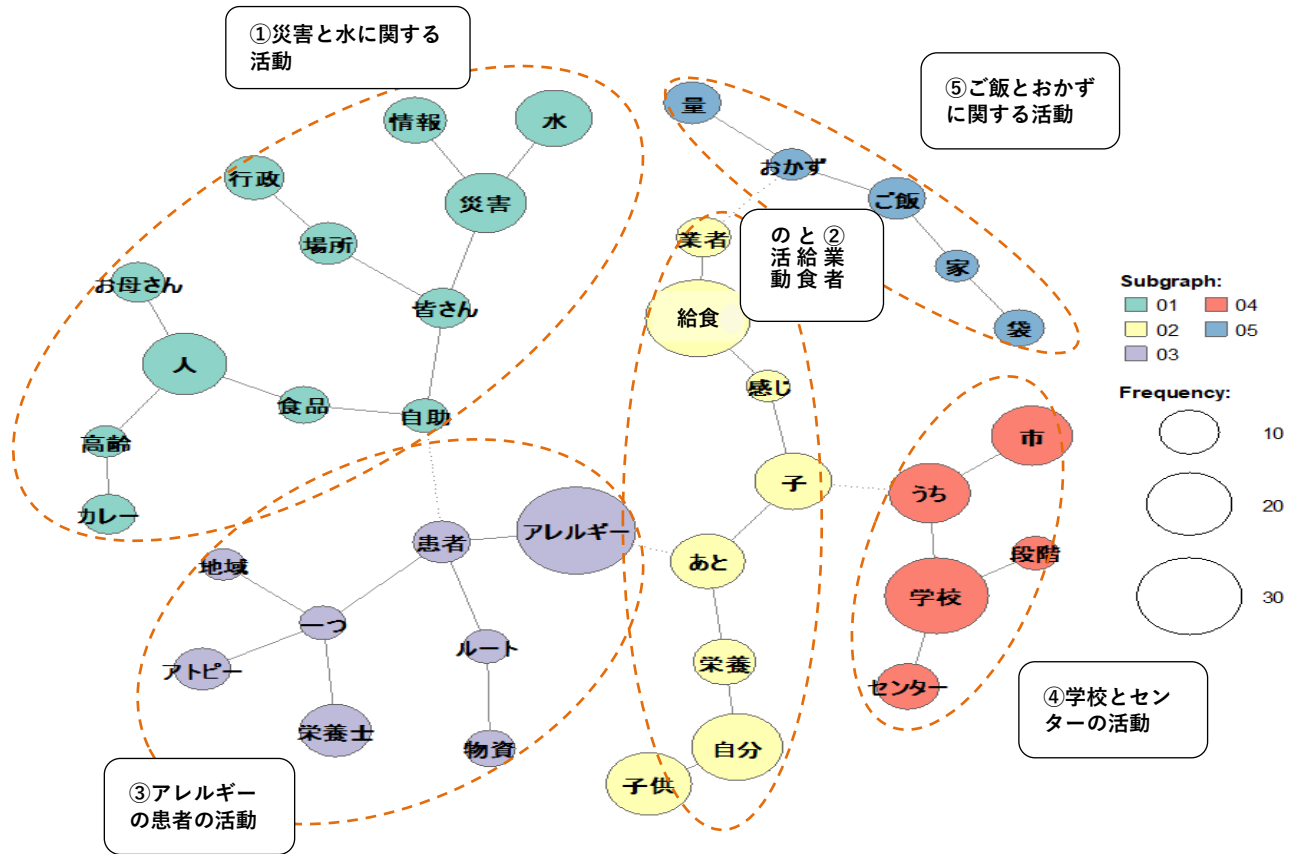 ①災害と水に関する
活動
情報
水
行政
災害
場所
お母さん
皆さん
人
食品
自助
高齢
カレー
量
おかず
ご飯
家
袋
⑤ご飯とおかず
に関する活動
業者
②業者
と給食
の活動
給食
感じ
子
あと
栄養
自分
子供
Subgraph:
01
04
02
05
03
Frequency:
10
20
30
市
うち
段階
学校
センター
④学校とセン
ターの活動
患者
アレルギー
地域
一つ
ルート
アトピー
栄養士
物資
③アレルギー
の患者の活動